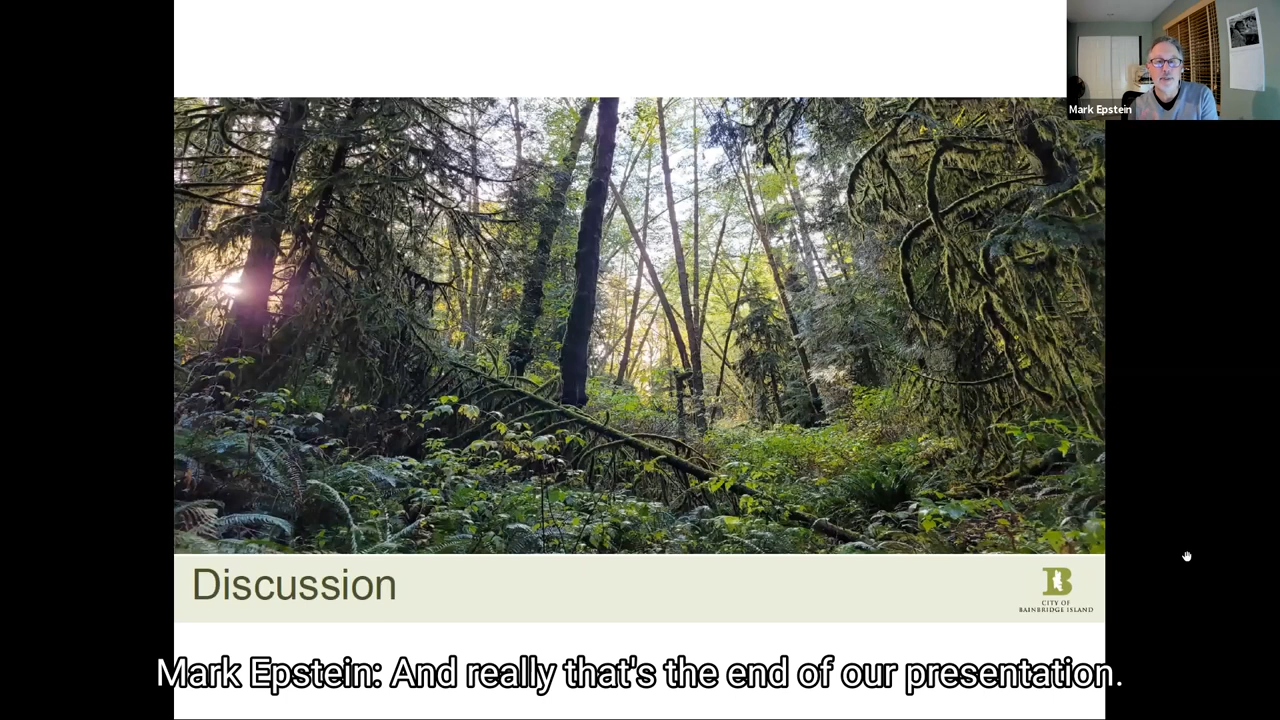 Mark Epstein
Discussion
B
CITY OF
BAINBRIDGE ISLAND
Mark Epstein: And really that's the end of our presentation.